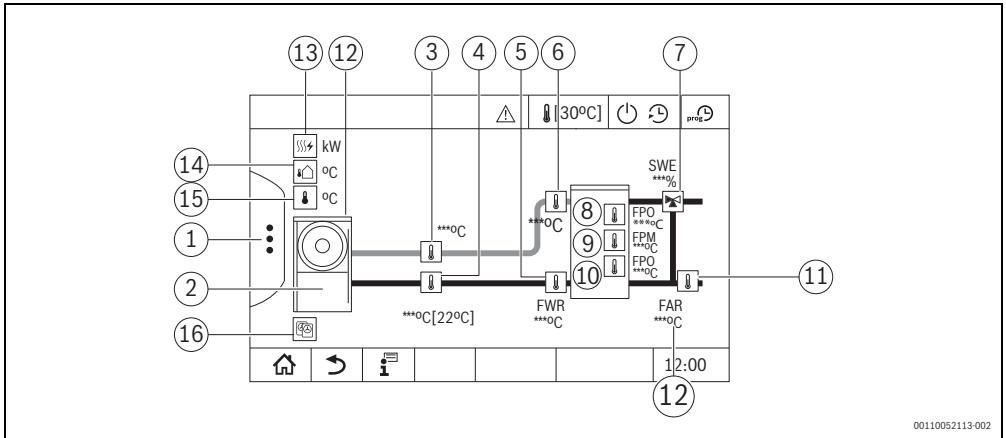 13
12
3
4
5
6
7
[30ºC]
prog
kW
14
ºC
15
ºC
1
2
16
***ºC
***ºC
SWE
***%
8
FPO
***ºC
9
FPM
***ºC
10
FPO
***ºC
11
***ºC[22ºC]
FWR
***ºC
FAR
***ºC
i
12:00
12
00110052113-002